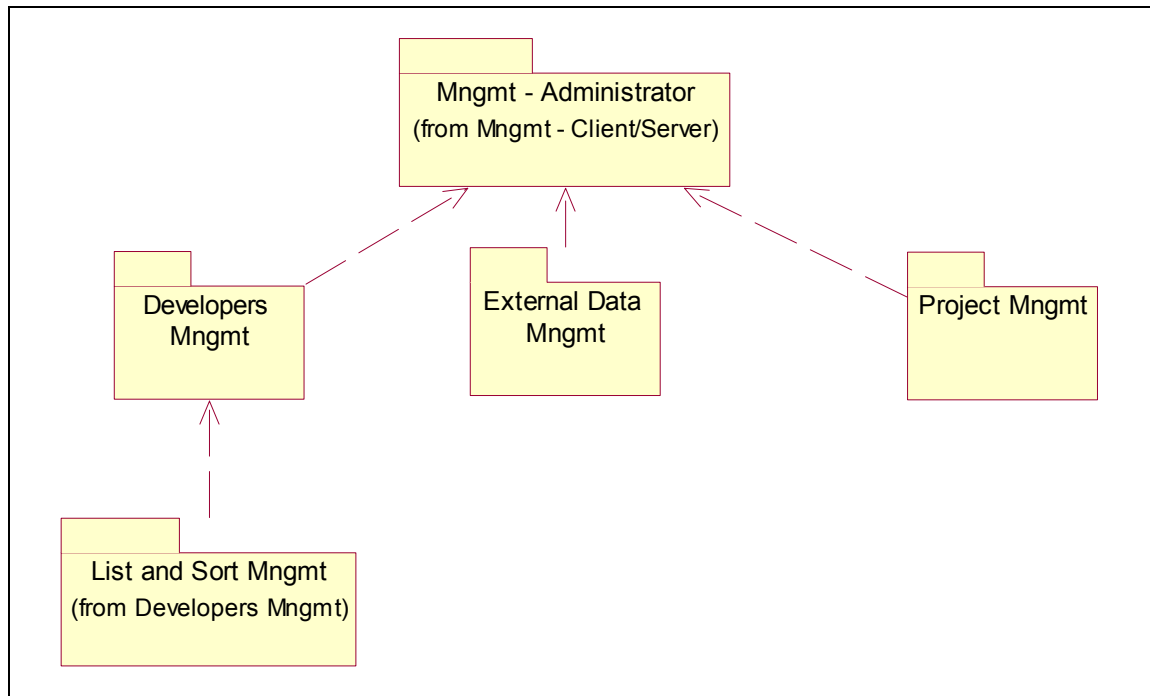 Mngmt - Administrator
(from Mngmt - Client/Server)
Developers
Mngmt
External Data
Mngmt
Project Mngmt
List and Sort Mngmt
(from Developers Mngmt)